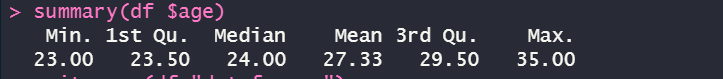 > summary(df $age)
Min. 1st Qu. Median Mean 3rd Qu. Max.
23.00 23.50 24.00 27.33 29.50 35.00